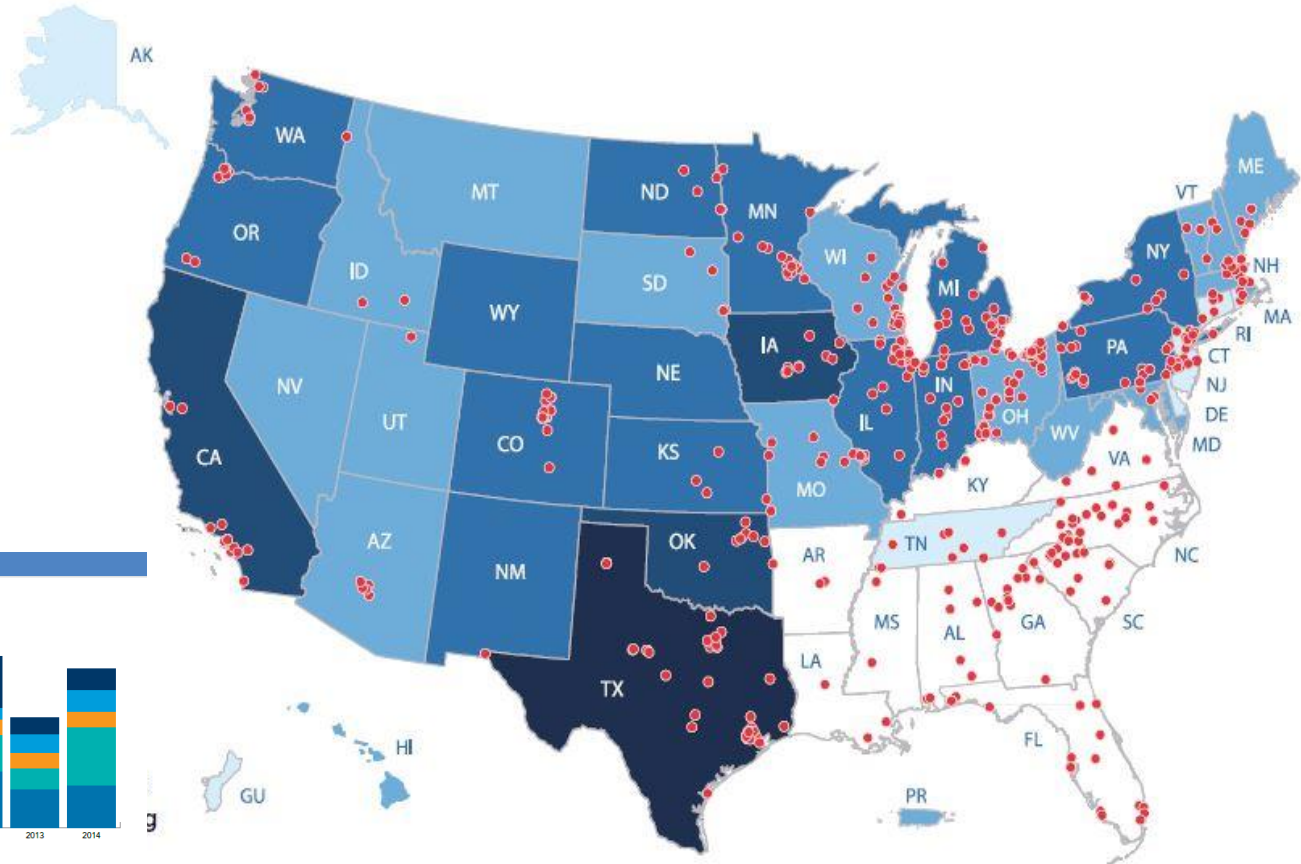 AK
WA
MT
ND
MN
ME
VT
OR
ID
SD
WI
MI
NY
NH
MA
WY
IA
PA
RI
CT
NJ
NE
IN
OH
DE
NV
UT
CO
IL
WV
MD
CA
KS
MO
KY
VA
AZ
NM
OK
AR
TN
NC
MS
AL
GA
SC
TX
LA
FL
HI
GU
PR
2013
2014
g